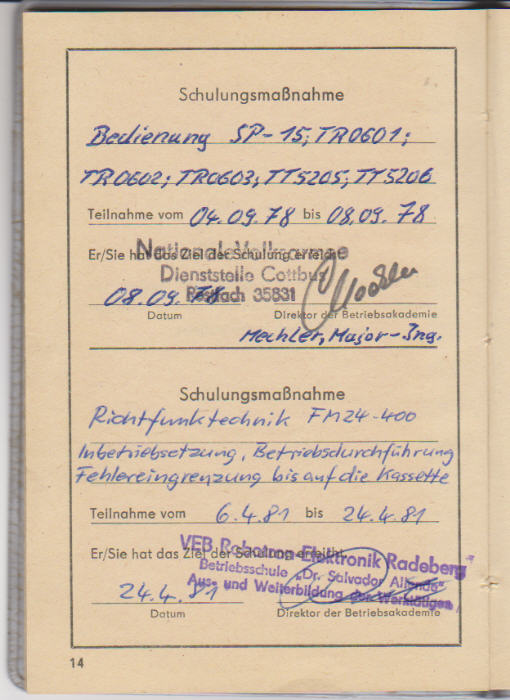 Schulungsmaßnahme
Bedienung SP-15; TR0601;
TR0602; TR0603; TT5205, TT5206
Teilnahme vom 04.09.78 bis 08.09.78
Er/Sie hat das Ziel der Schulung erreicht.
Nationale Volksarmee
Dienststelle Cottbus
Postfach 35831
08.09.78
Datum Direktor der Betriebsakademie
Mechler, Major-Ing.
Schulungsmaßnahme
Richtfunktechnik FM24-400
Inbetriebsetzung, Betriebsdurchführung
Fehlereingrenzung bis auf die Kassette
Teilnahme vom 6.4.81 bis 24.4.81
Er/Sie hat das Ziel der Schulung erreicht.
VEB Robotron-Elektronik Radeberg
Betriebsschule „Dr. Salvador Allende"
Aus- und Weiterbildung der Werktätigen
24.4.81
Datum Direktor der Betriebsakademie
14